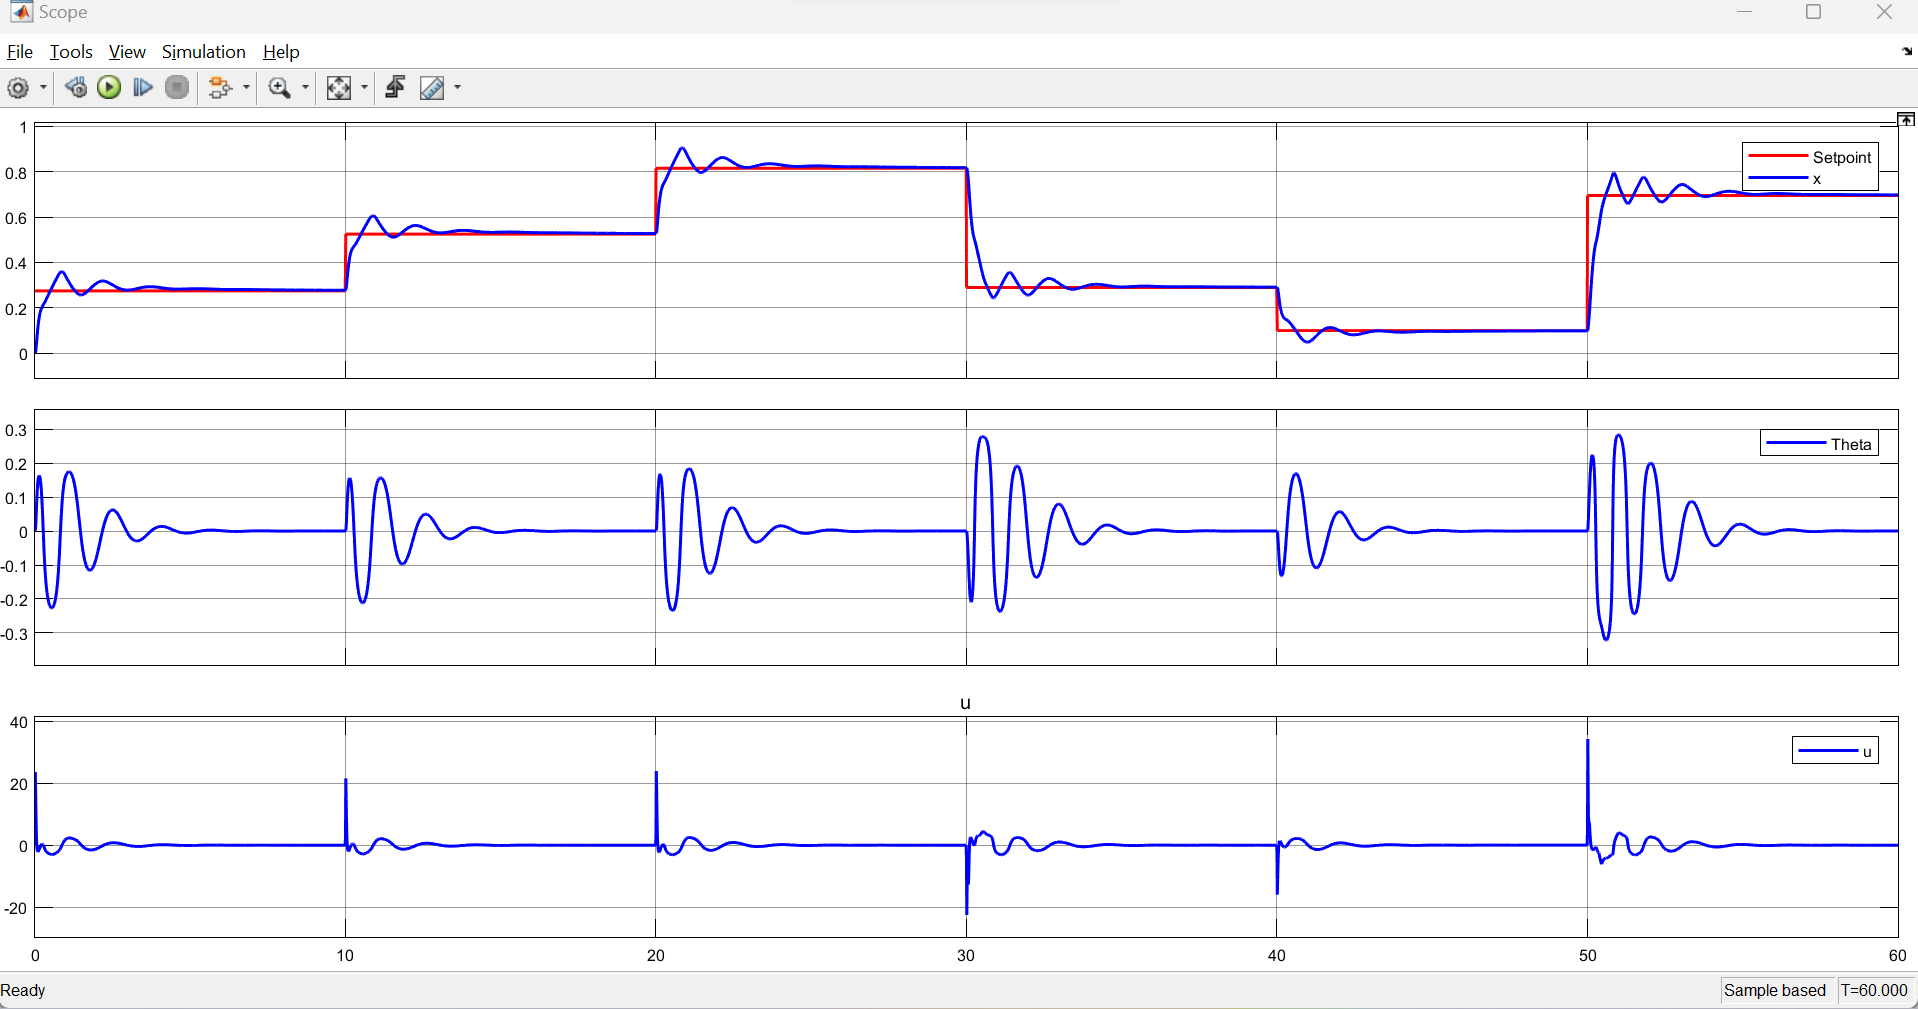 Scope
File Tools View Simulation Help
1
0.8
0.6
0.4
0.2
0
Setpoint
x
0.3
0.2
0.1
0
-0.1
-0.2
-0.3
Theta
u
40
20
0
-20
u
0 10 20 30 40 50 60
Ready Sample based T=60.000